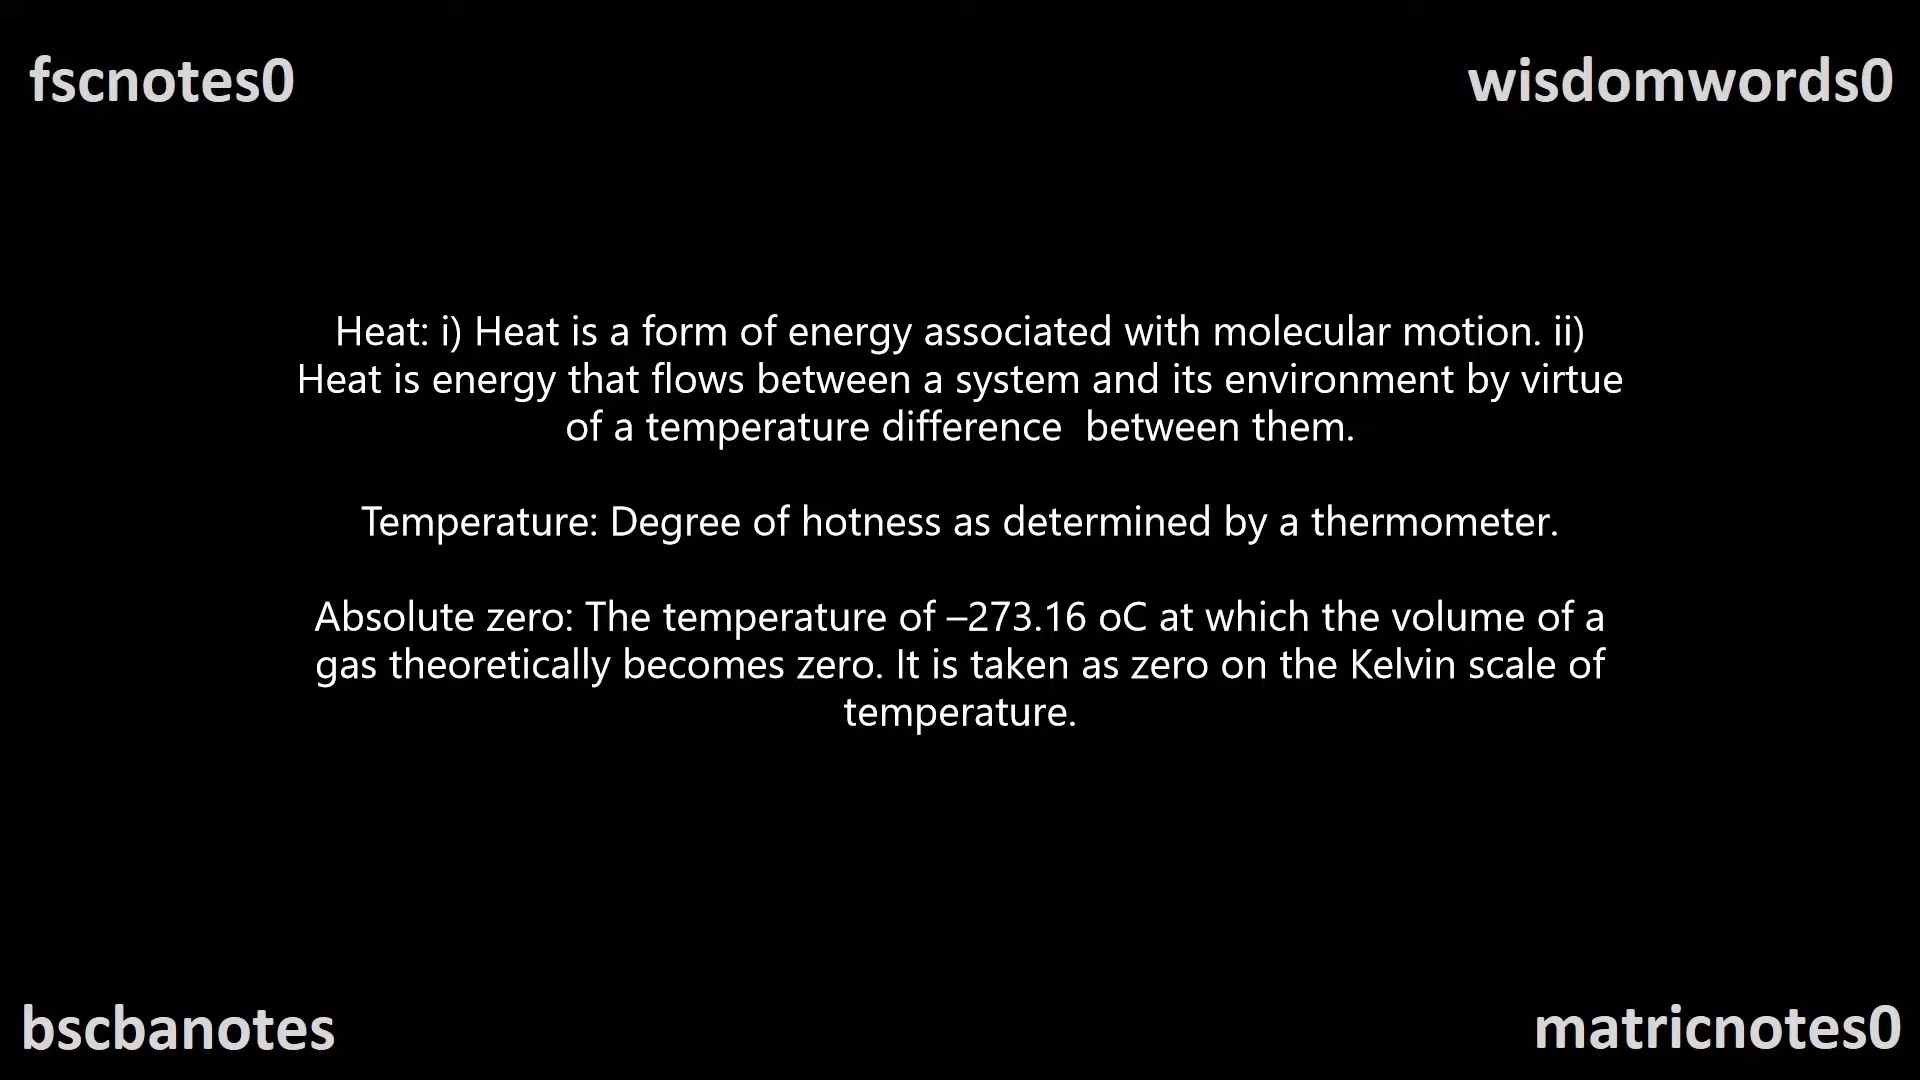 fscnotes0
wisdomwords0
Heat: i) Heat is a form of energy associated with molecular motion. ii)
Heat is energy that flows between a system and its environment by virtue
of a temperature difference  between them.
Temperature: Degree of hotness as determined by a thermometer.
Absolute zero: The temperature of –273.16 oC at which the volume of a
gas theoretically becomes zero. It is taken as zero on the Kelvin scale of
temperature.
bscbanotes
matricnotes0